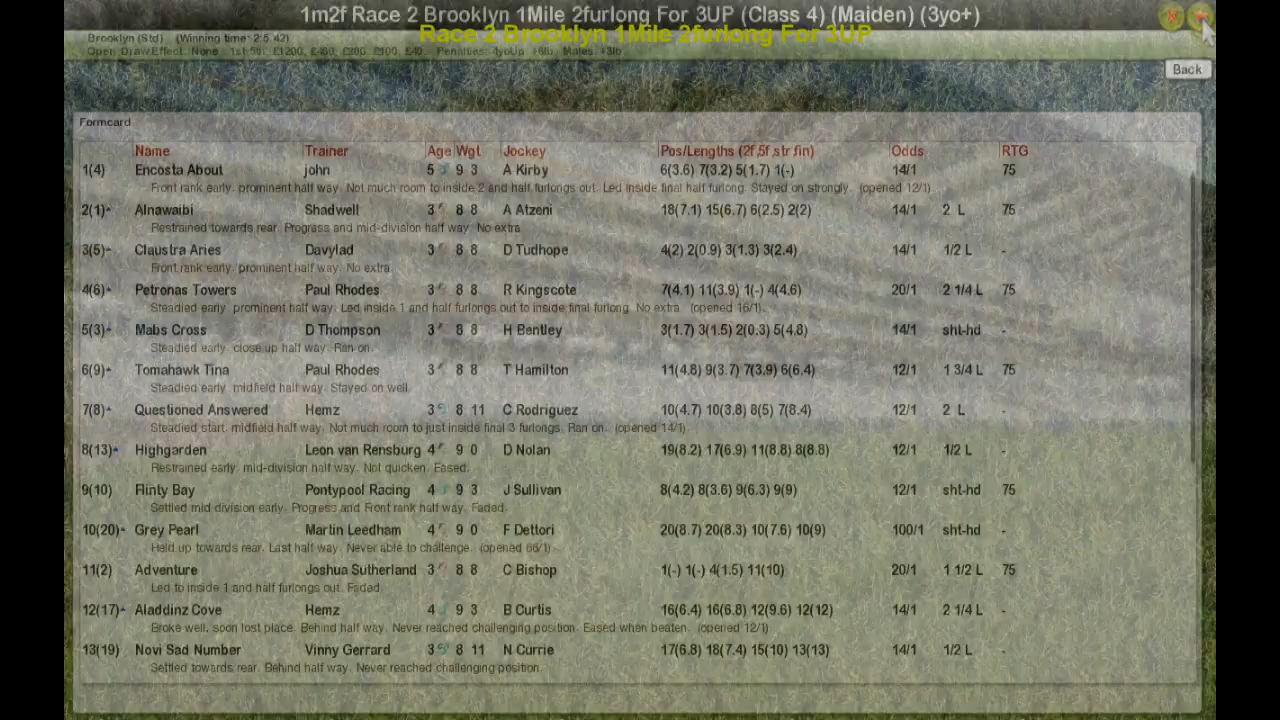 1m2f Race 2 Brooklyn 1Mile 2furlong For 3UP (Class 4) (Maiden) (3yo+)
Race 2 Brooklyn 1Mile 2furlong For 3UP
Brooklyn (Std) (Winning time: 2:5.42)
Open. DrawEffect. None. 1st-5th: £1200, £480, £200, £100, £40. Penalties: 4yoUp +6lb. Males: +3lb
Back
Formcard
Name Trainer Age Wgt Jockey Pos/Lengths (2f,5f,str,fin) Odds RTG
1(4) Encosta About john 5 9 3 A Kirby 6(3.6) 7(3.2) 5(1.7) 1(-) 14/1 75
Front rank early. prominent half way. Not much room to inside 2 and half furlongs out. Led inside final half furlong. Stayed on strongly. (opened 12/1)
2(1) Alnawaibi Shadwell 3 8 8 A Atzeni 18(7.1) 15(6.7) 6(2.5) 2(2) 14/1 2 L 75
Restrained towards rear. Progress and mid-division half way. No extra
3(5) Claustra Aries Davylad 3 8 8 D Tudhope 4(2) 2(0.9) 3(1.3) 3(2.4) 14/1 1/2 L -
Front rank early. prominent half way. No extra.
4(6) Petronas Towers Paul Rhodes 3 8 8 R Kingscote 7(4.1) 11(3.9) 1(-) 4(4.6) 20/1 2 1/4 L 75
Steadied early. prominent half way. Led inside 1 and half furlongs out to inside final furlong. No extra. (opened 16/1).
5(3) Mabs Cross D Thompson 3 8 8 H Bentley 3(1.7) 3(1.5) 2(0.3) 5(4.8) 14/1 sht-hd -
Steadied early. close up half way. Ran on.
6(9) Tomahawk Tina Paul Rhodes 3 8 8 T Hamilton 11(4.8) 9(3.7) 7(3.9) 6(6.4) 12/1 1 3/4 L 75
Steadied early. midfield half way. Stayed on well.
7(8) Questioned Answered Hemz 3 8 11 C Rodriguez 10(4.7) 10(3.8) 8(5) 7(8.4) 12/1 2 L -
Steadied start. midfield half way. Not much room to just inside final 3 furlongs. Ran on. (opened 14/1).
8(13) Highgarden Leon van Rensburg 4 9 0 D Nolan 19(8.2) 17(6.9) 11(8.8) 8(8.8) 12/1 1/2 L -
Restrained early. mid-division half way. Not quicken. Eased.
9(10) Flinty Bay Pontypool Racing 4 9 3 J Sullivan 8(4.2) 8(3.6) 9(6.3) 9(9) 12/1 sht-hd 75
Settled mid division early. Progress and Front rank half way. Faded.
10(20) Grey Pearl Martin Leedham 4 9 0 F Dettori 20(8.7) 20(8.3) 10(7.6) 10(9) 100/1 sht-hd -
Held up towards rear. Last half way. Never able to challenge. (opened 66/1).
11(2) Adventure Joshua Sutherland 3 8 8 C Bishop 1(-) 1(-) 4(1.5) 11(10) 20/1 1 1/2 L 75
Led to inside 1 and half furlongs out. Faded.
12(17) Aladdinz Cove Hemz 4 9 3 B Curtis 16(6.4) 16(6.8) 12(9.6) 12(12) 14/1 2 1/4 L -
Broke well, soon lost place. Behind half way. Never reached challenging position. Eased when beaten. (opened 12/1)
13(19) Novi Sad Number Vinny Gerrard 3 8 11 N Currie 17(6.8) 18(7.4) 15(10) 13(13) 14/1 1/2 L -
Settled towards rear. Behind half way. Never reached challenging position.